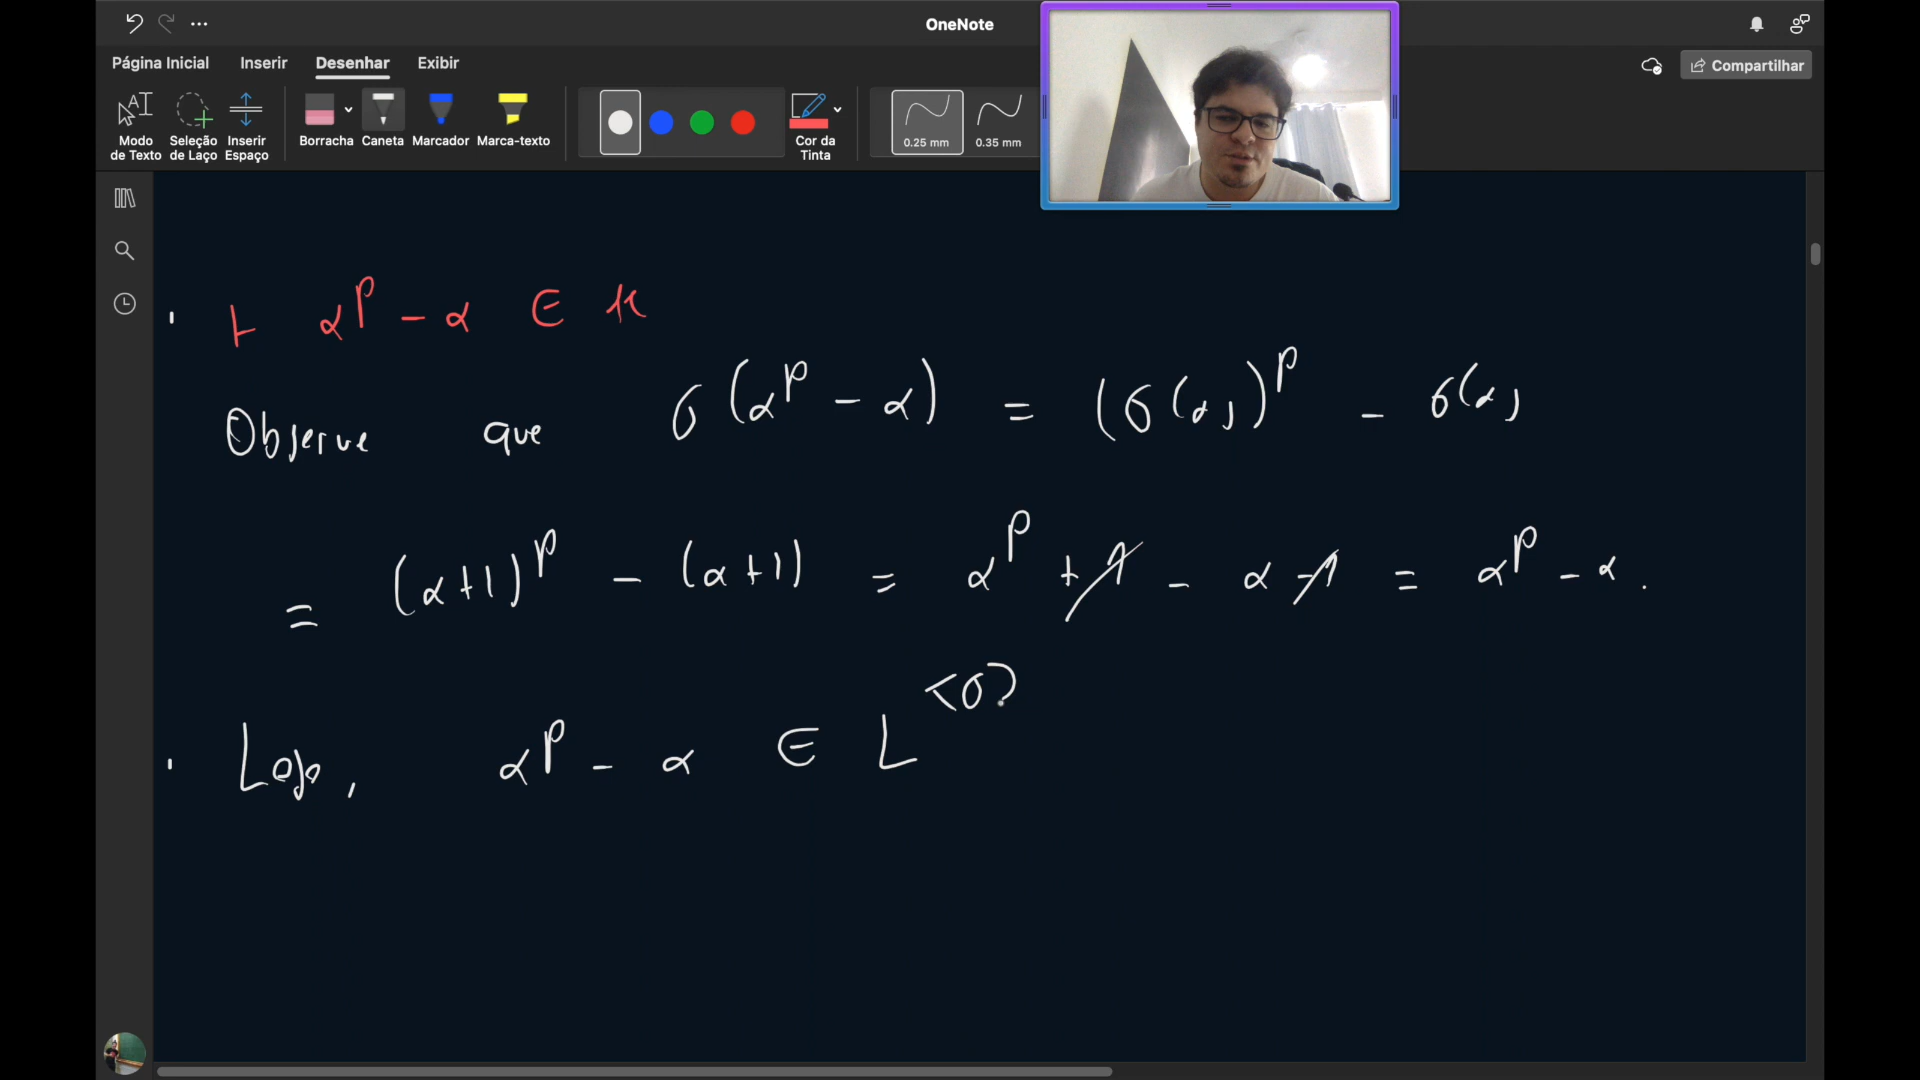 OneNote
Página Inicial Inserir Desenhar Exibir
Compartilhar
Modo de Texto
Seleção de Laço
Inserir Espaço
Borracha
Caneta
Marcador
Marca-texto
Cor da Tinta
0.25 mm
0.35 mm
⊢ α^p - α ∈ K
Observe que σ(α^p - α) = (σ(α))^p - σ(α)
= (α+1)^p - (α+1) = α^p + 1 - α - 1 = α^p - α.
Logo, α^p - α ∈ L^<σ>